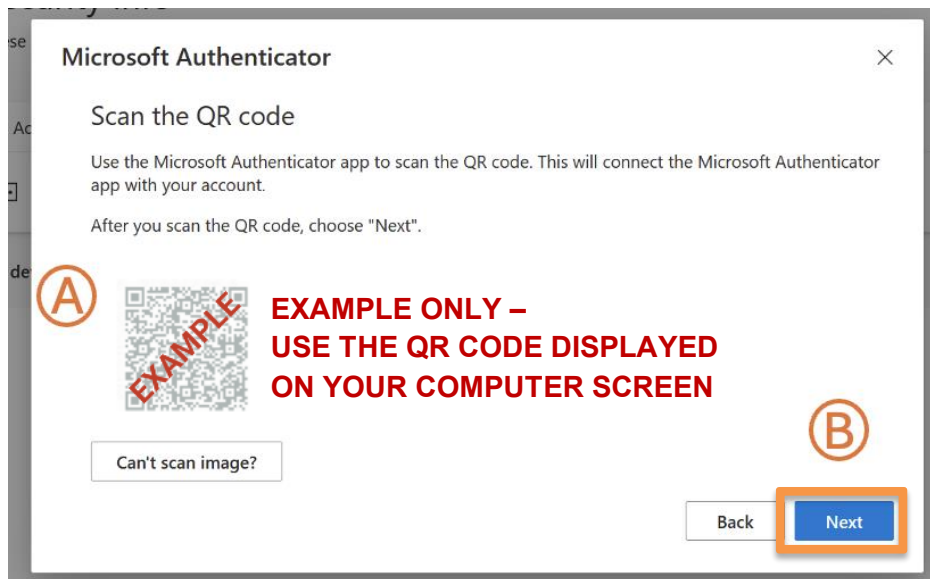 Microsoft Authenticator
Scan the QR code
Use the Microsoft Authenticator app to scan the QR code. This will connect the Microsoft Authenticator
app with your account.
After you scan the QR code, choose "Next".
A
EXAMPLE
EXAMPLE ONLY –
USE THE QR CODE DISPLAYED
ON YOUR COMPUTER SCREEN
B
Can't scan image?
Back
Next